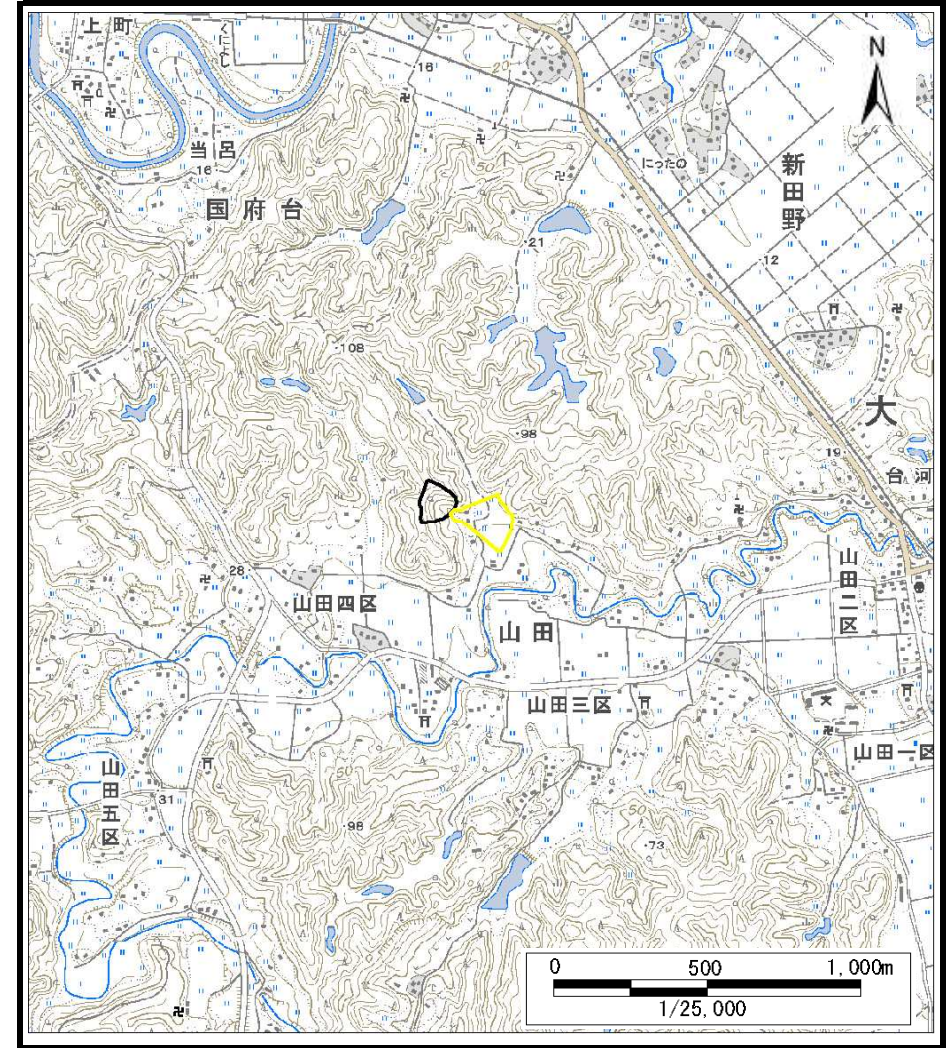 上町
くによし
16
20
N
当呂
16
にったの
新田野
国府台
21
12
108
大
98
19
台
河
28
山田四区
山田二区
山田
山田三区
山田一区
50
山田五区
31
98
50
73
0 500 1,000m
1/25,000